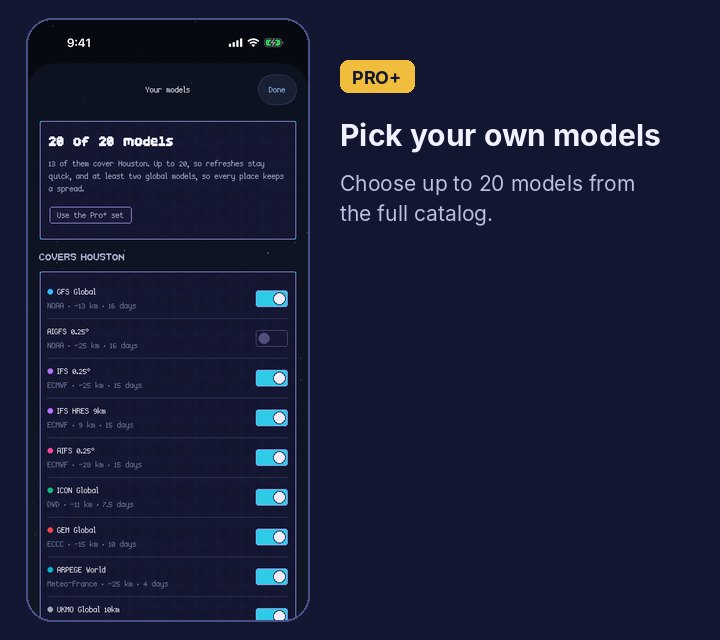 9:41
Your models
Done
20 of 20 models
13 of them cover Houston. Up to 20, so refreshes stay
quick, and at least two global models, so every place keeps
a spread.
Use the Pro+ set
COVERS HOUSTON
GFS Global
NOAA · ~13 km · 16 days
AIGFS 0.25°
NOAA · ~25 km · 16 days
IFS 0.25°
ECMWF · ~25 km · 15 days
IFS HRES 9km
ECMWF · 9 km · 15 days
AIFS 0.25°
ECMWF · ~28 km · 15 days
ICON Global
DWD · ~11 km · 7.5 days
GEM Global
ECCC · ~15 km · 10 days
ARPEGE World
Meteo-France · ~25 km · 4 days
UKMO Global 10km
PRO+
Pick your own models
Choose up to 20 models from
the full catalog.